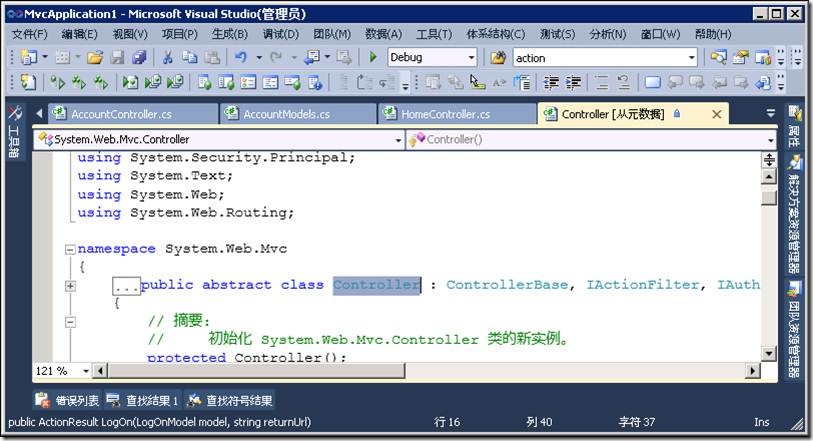 MvcApplication1 - Microsoft Visual Studio(管理员)
文件(F) 编辑(E) 视图(V) 项目(P) 生成(B) 调试(D) 团队(M) 数据(A) 工具(T) 体系结构(C) 测试(S) 分析(N) 窗口(W) 帮助(H)
Debug action
AccountController.cs AccountModels.cs HomeController.cs Controller [从元数据]
System.Web.Mvc.Controller Controller()
工具箱
属性
解决方案资源管理器
团队资源管理器
using System.Security.Principal;
using System.Text;
using System.Web;
using System.Web.Routing;
namespace System.Web.Mvc
{
...public abstract class Controller : ControllerBase, IActionFilter, IAuth
{
// 摘要:
// 初始化 System.Web.Mvc.Controller 类的新实例。
protected Controller();
121 %
错误列表 查找结果 1 查找符号结果
public ActionResult LogOn(LogOnModel model, string returnUrl) 行 16 列 40 字符 37 Ins